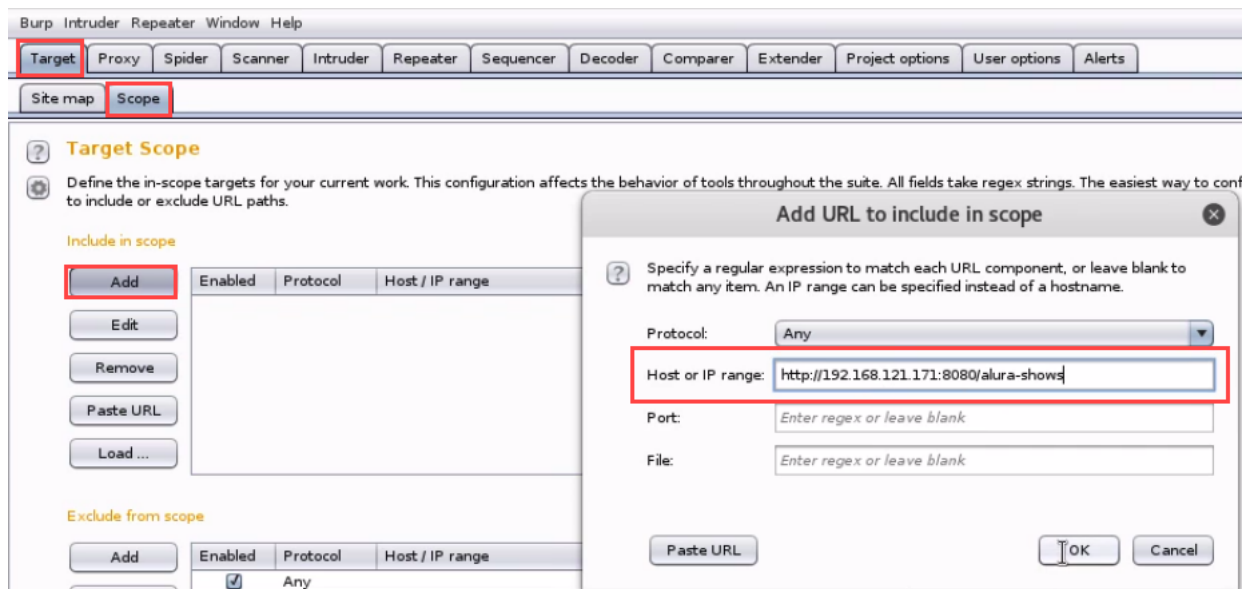 Burp Intruder Repeater Window Help
Target Proxy Spider Scanner Intruder Repeater Sequencer Decoder Comparer Extender Project options User options Alerts
Site map Scope
? Target Scope
Define the in-scope targets for your current work. This configuration affects the behavior of tools throughout the suite. All fields take regex strings. The easiest way to conf
to include or exclude URL paths.
Include in scope
Add Enabled Protocol Host / IP range
Edit
Remove
Paste URL
Load ...
Exclude from scope
Add Enabled Protocol Host / IP range
Any
Add URL to include in scope
? Specify a regular expression to match each URL component, or leave blank to
match any item. An IP range can be specified instead of a hostname.
Protocol: Any
Host or IP range: http://192.168.121.171:8080/alura-shows
Port: Enter regex or leave blank
File: Enter regex or leave blank
Paste URL OK Cancel